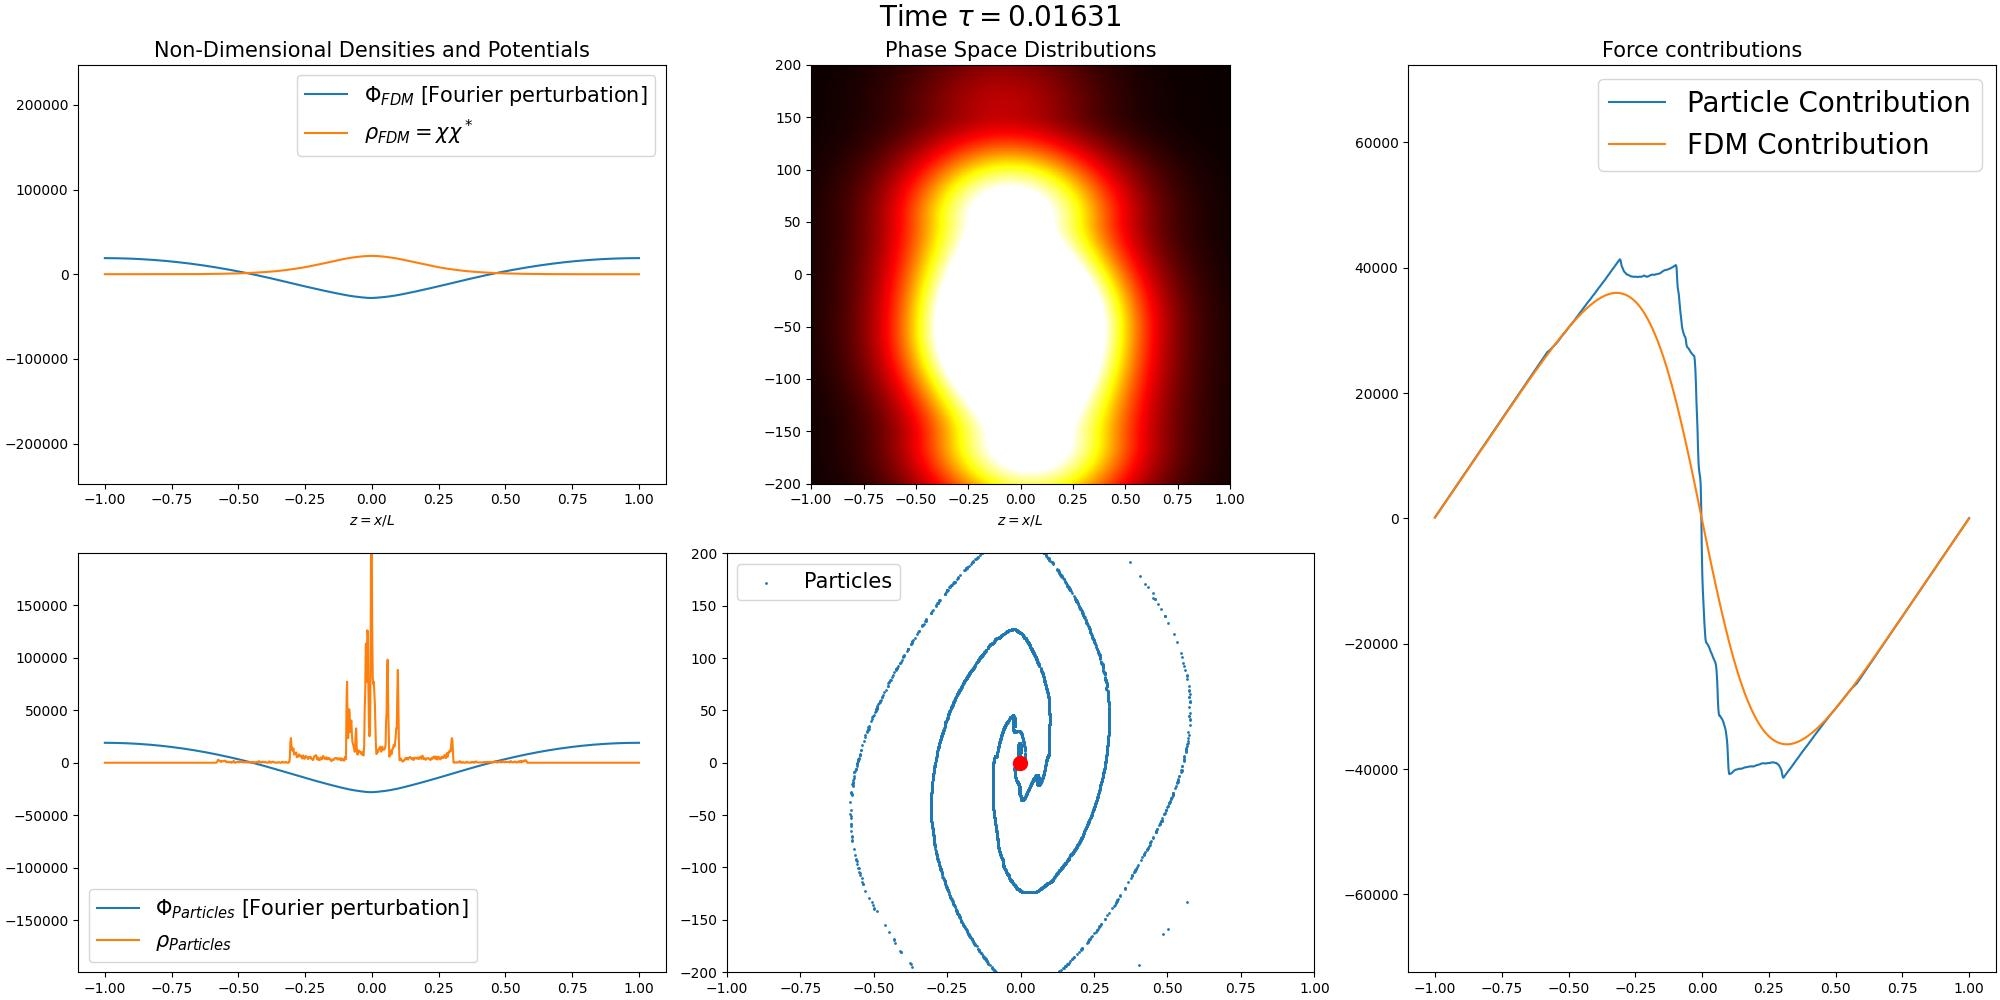 Time τ = 0.01631
Non-Dimensional Densities and Potentials
Φ_FDM [Fourier perturbation]
ρ_FDM = χχ*
200000
100000
0
−100000
−200000
−1.00 −0.75 −0.50 −0.25 0.00 0.25 0.50 0.75 1.00
z = x/L
Phase Space Distributions
200
150
100
50
0
−50
−100
−150
−200
−1.00 −0.75 −0.50 −0.25 0.00 0.25 0.50 0.75 1.00
z = x/L
Force contributions
Particle Contribution
FDM Contribution
60000
40000
20000
0
−20000
−40000
−60000
−1.00 −0.75 −0.50 −0.25 0.00 0.25 0.50 0.75 1.00
150000
100000
50000
0
−50000
−100000
−150000
Φ_Particles [Fourier perturbation]
ρ_Particles
−1.00 −0.75 −0.50 −0.25 0.00 0.25 0.50 0.75 1.00
Particles
200
150
100
50
0
−50
−100
−150
−200
−1.00 −0.75 −0.50 −0.25 0.00 0.25 0.50 0.75 1.00